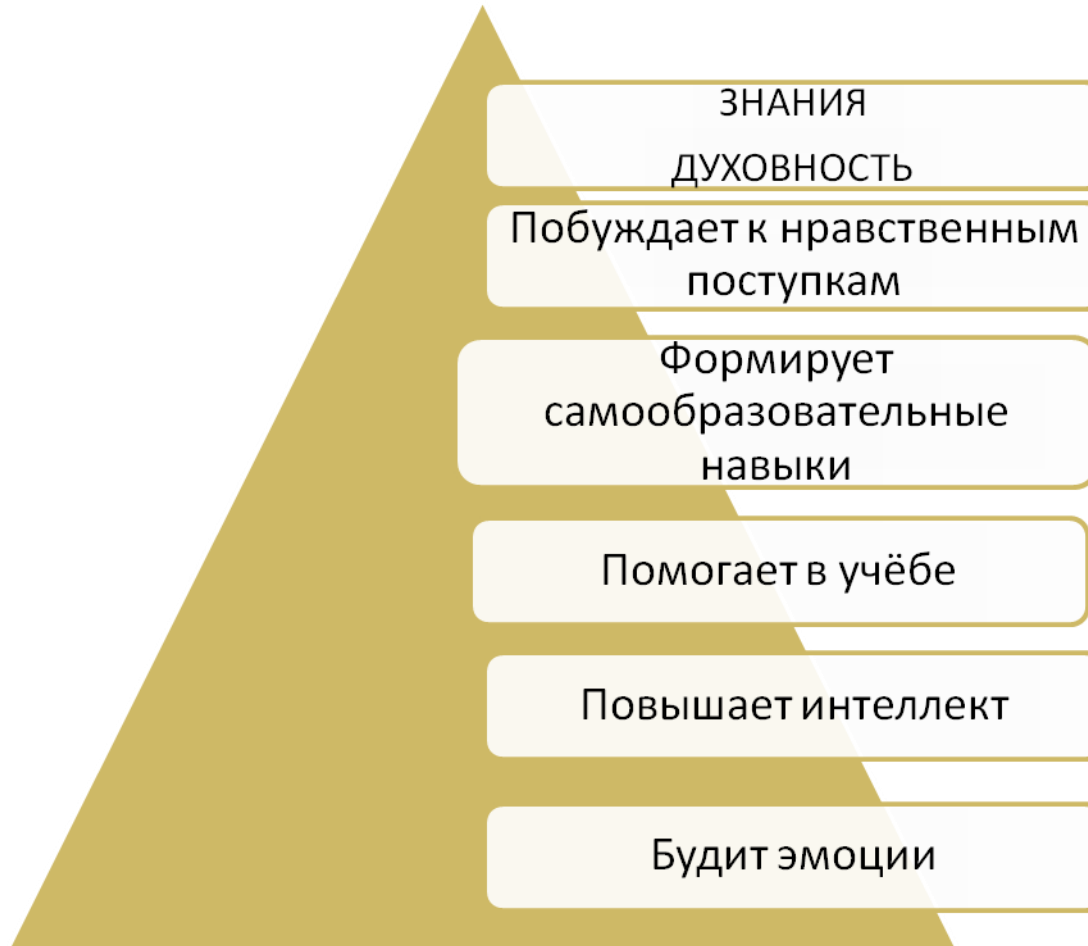 ЗНАНИЯ
ДУХОВНОСТЬ
Побуждает к нравственным
поступкам
Формирует
самообразовательные
навыки
Помогает в учёбе
Повышает интеллект
Будит эмоции